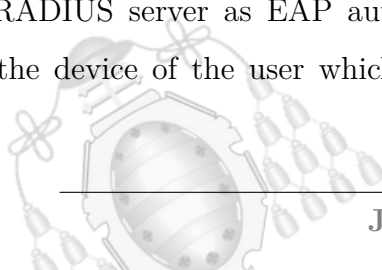 RADIUS server as EAP
the device of the user
J